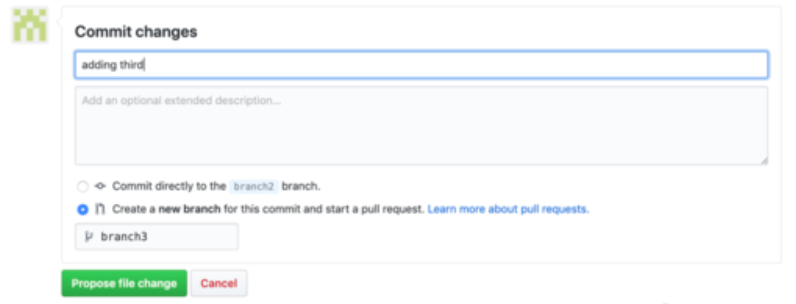 Commit changes
adding third
Add an optional extended description...
Commit directly to the branch2 branch.
Create a new branch for this commit and start a pull request. Learn more about pull requests.
branch3
Propose file change Cancel